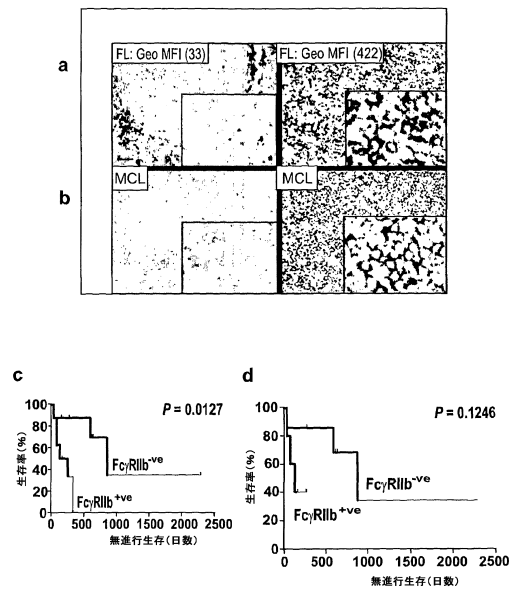 a
FL: Geo MFI (33)
FL: Geo MFI (422)
b
MCL
MCL
c
P = 0.0127
生存率(%)
100
80
60
40
20
0
FcγRIIb-ve
FcγRIIb+ve
0 500 1000 1500 2000 2500
無進行生存(日数)
d
P = 0.1246
生存率(%)
100
80
60
40
20
0
FcγRIIb-ve
FcγRIIb+ve
0 500 1000 1500 2000 2500
無進行生存(日数)